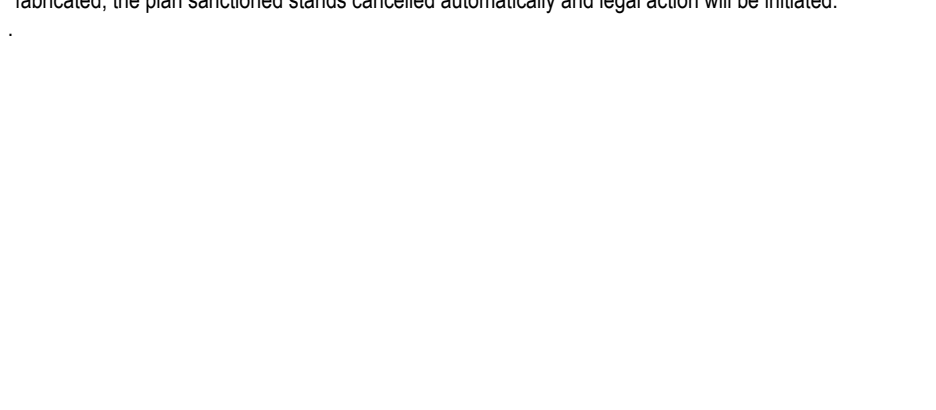 fabricated, the plan sanctioned stands cancelled automatically and legal action will be initiated.
.